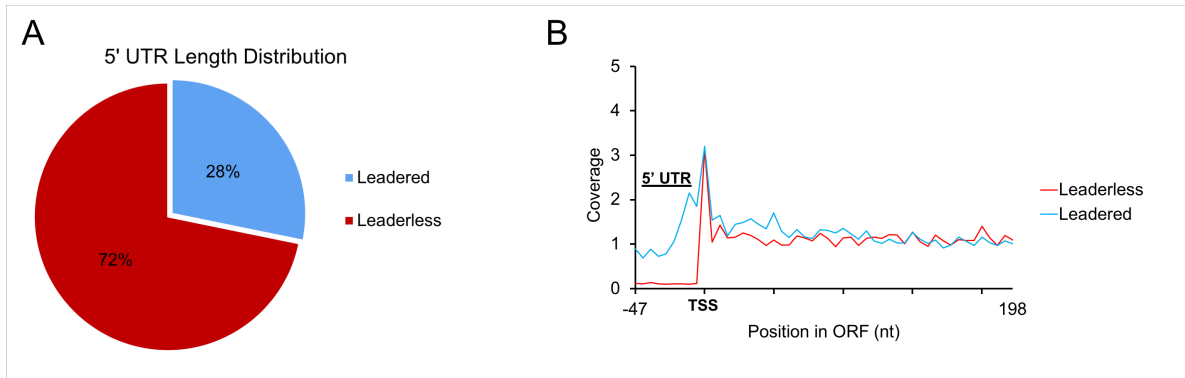 A
5' UTR Length Distribution
28%
72%
Leadered
Leaderless
B
5
4
3
2
1
0
Coverage
5’ UTR
-47
TSS
198
Position in ORF (nt)
Leaderless
Leadered